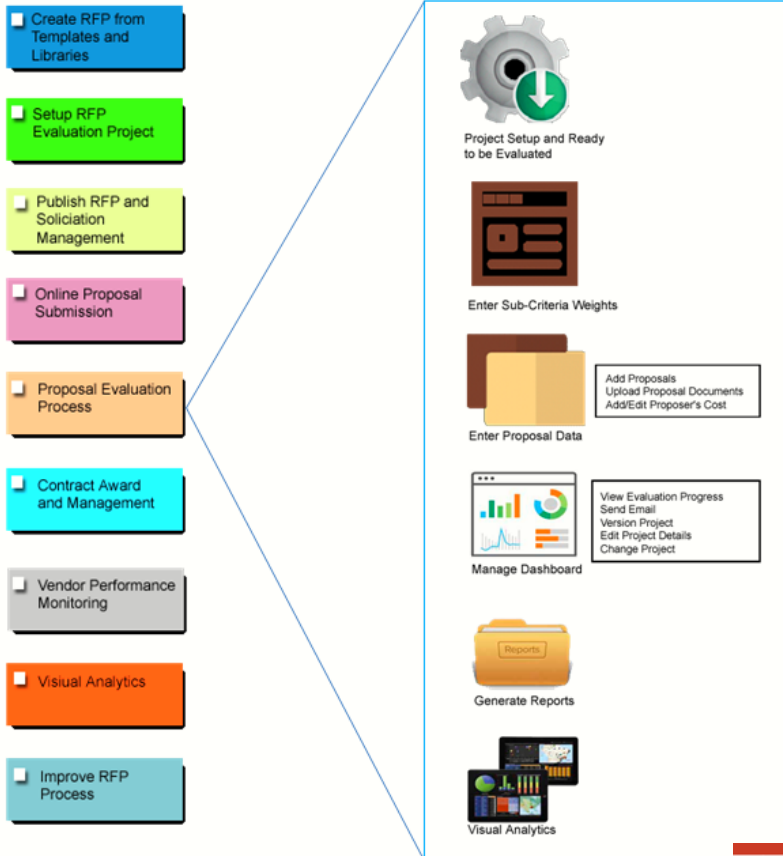 Create RFP from
Templates and
Libraries
Setup RFP
Evaluation Project
Publish RFP and
Soliciation
Management
Online Proposal
Submission
Proposal Evaluation
Process
Contract Award
and Management
Vendor Performance
Monitoring
Visiual Analytics
Improve RFP
Process
Project Setup and Ready
to be Evaluated
Enter Sub-Criteria Weights
Enter Proposal Data
Add Proposals
Upload Proposal Documents
Add/Edit Proposer's Cost
Manage Dashboard
View Evaluation Progress
Send Email
Version Project
Edit Project Details
Change Project
Reports
Generate Reports
Visual Analytics